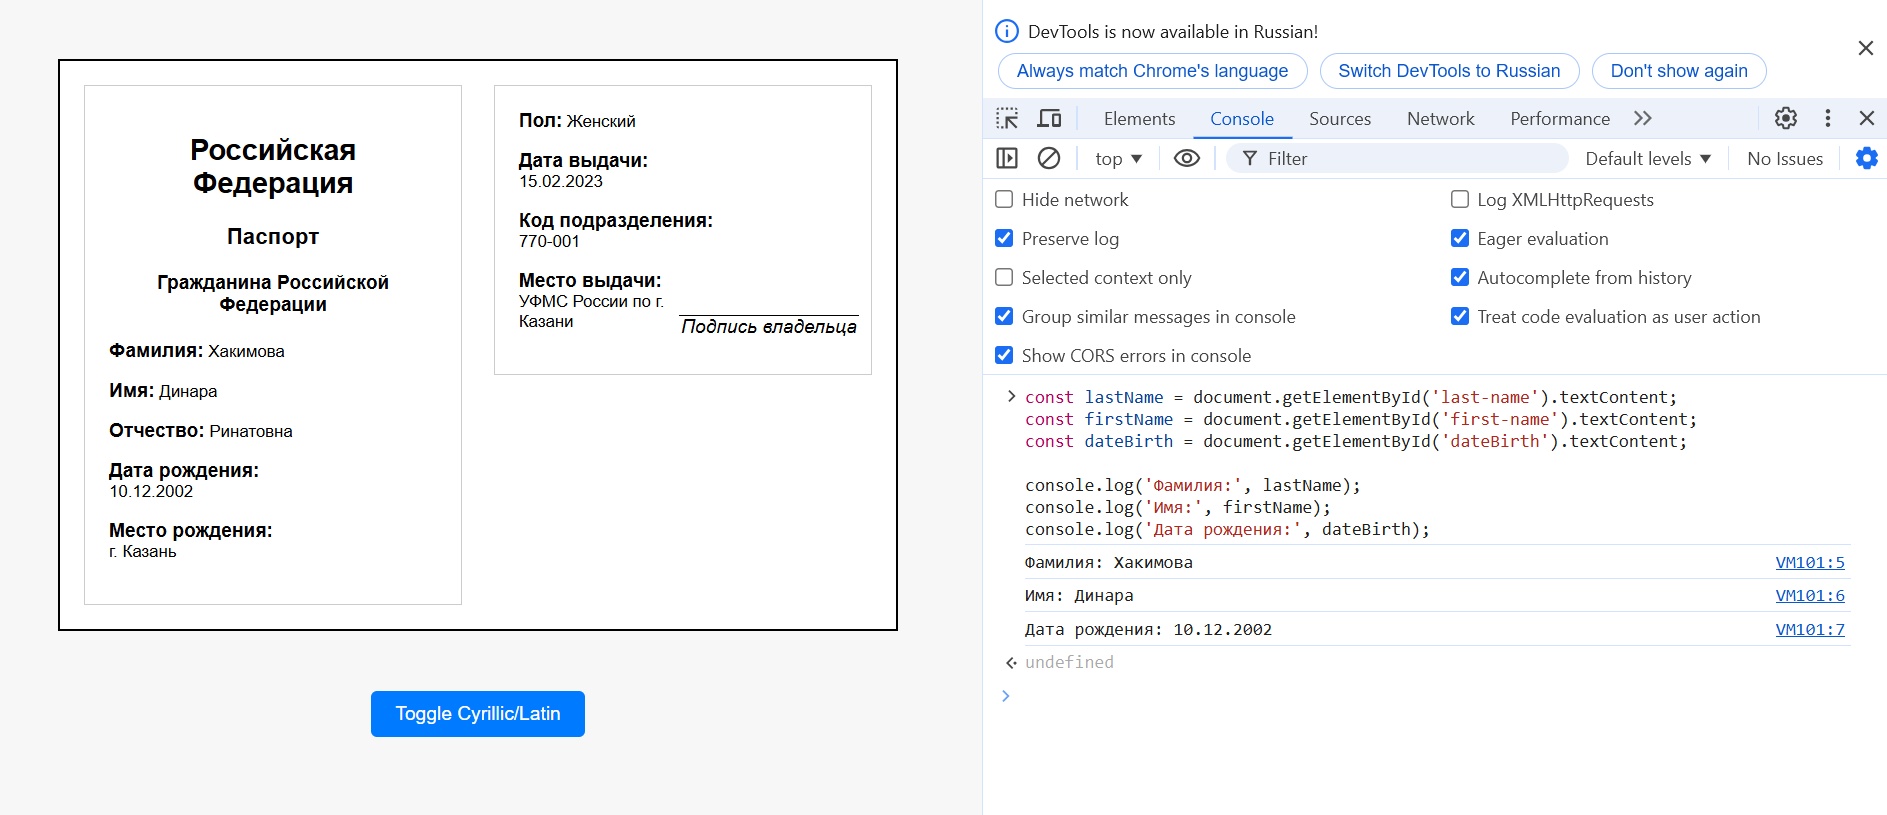 Российская
Федерация
Паспорт
Гражданина Российской
Федерации
Фамилия: Хакимова
Имя: Динара
Отчество: Ринатовна
Дата рождения:
10.12.2002
Место рождения:
г. Казань
Пол: Женский
Дата выдачи:
15.02.2023
Код подразделения:
770-001
Место выдачи:
УФМС России по г.
Казани
Подпись владельца
Toggle Cyrillic/Latin
DevTools is now available in Russian!
Always match Chrome's language
Switch DevTools to Russian
Don't show again
Elements
Console
Sources
Network
Performance
top
Filter
Default levels
No Issues
Hide network
Log XMLHttpRequests
Preserve log
Eager evaluation
Selected context only
Autocomplete from history
Group similar messages in console
Treat code evaluation as user action
Show CORS errors in console
const lastName = document.getElementById('last-name').textContent;
const firstName = document.getElementById('first-name').textContent;
const dateBirth = document.getElementById('dateBirth').textContent;
console.log('Фамилия:', lastName);
console.log('Имя:', firstName);
console.log('Дата рождения:', dateBirth);
Фамилия: Хакимова VM101:5
Имя: Динара VM101:6
Дата рождения: 10.12.2002 VM101:7
undefined